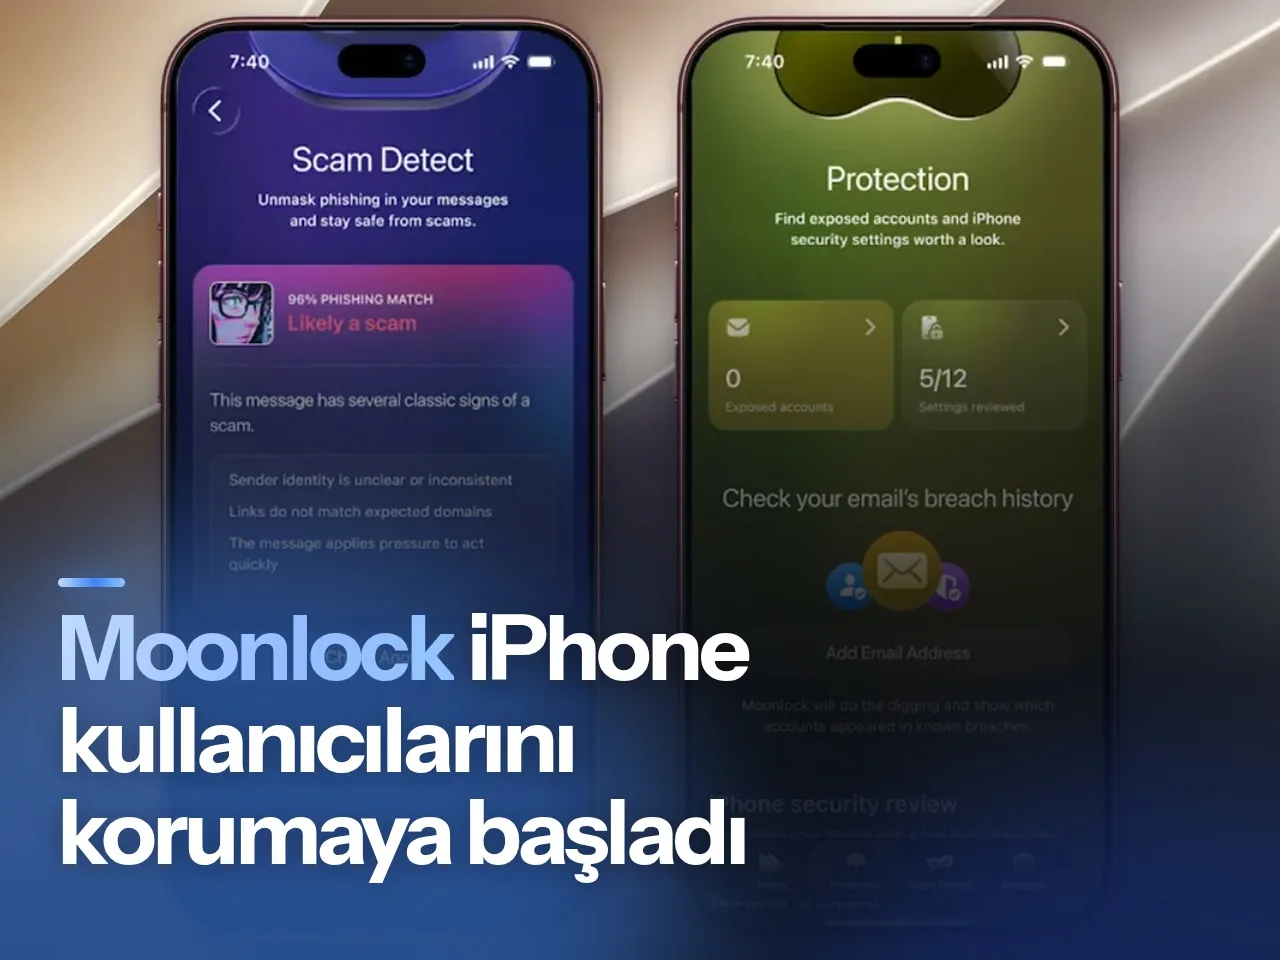 7:40
Scam Detect
Unmask phishing in your messages
and stay safe from scams.
96% PHISHING MATCH
Likely a scam
This message has several classic signs of a
scam.
Sender identity is unclear or inconsistent
Links do not match expected domains
The message applies pressure to act
quickly
7:40
Protection
Find exposed accounts and iPhone
security settings worth a look.
0
Exposed accounts
5/12
Settings reviewed
Check your email's breach history
Add Email Address
Moonlock will do the digging and show which
accounts appeared in known breaches.
iPhone security review
Moonlock iPhone
kullanıcılarını
korumaya başladı